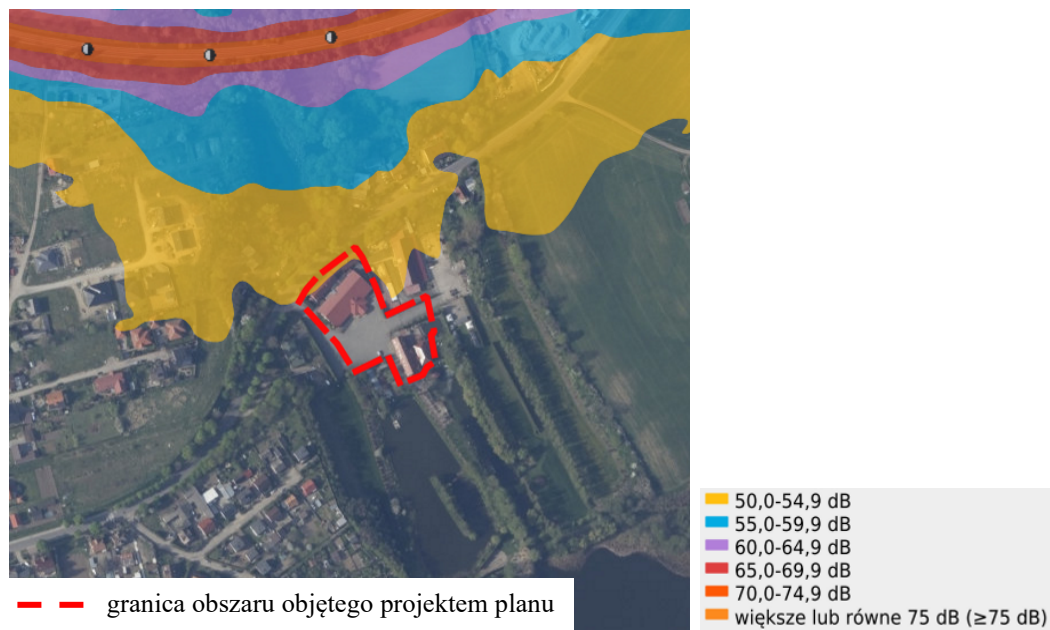 50,0-54,9 dB
55,0-59,9 dB
60,0-64,9 dB
65,0-69,9 dB
70,0-74,9 dB
większe lub równe 75 dB (≥75 dB)
granica obszaru objętego projektem planu